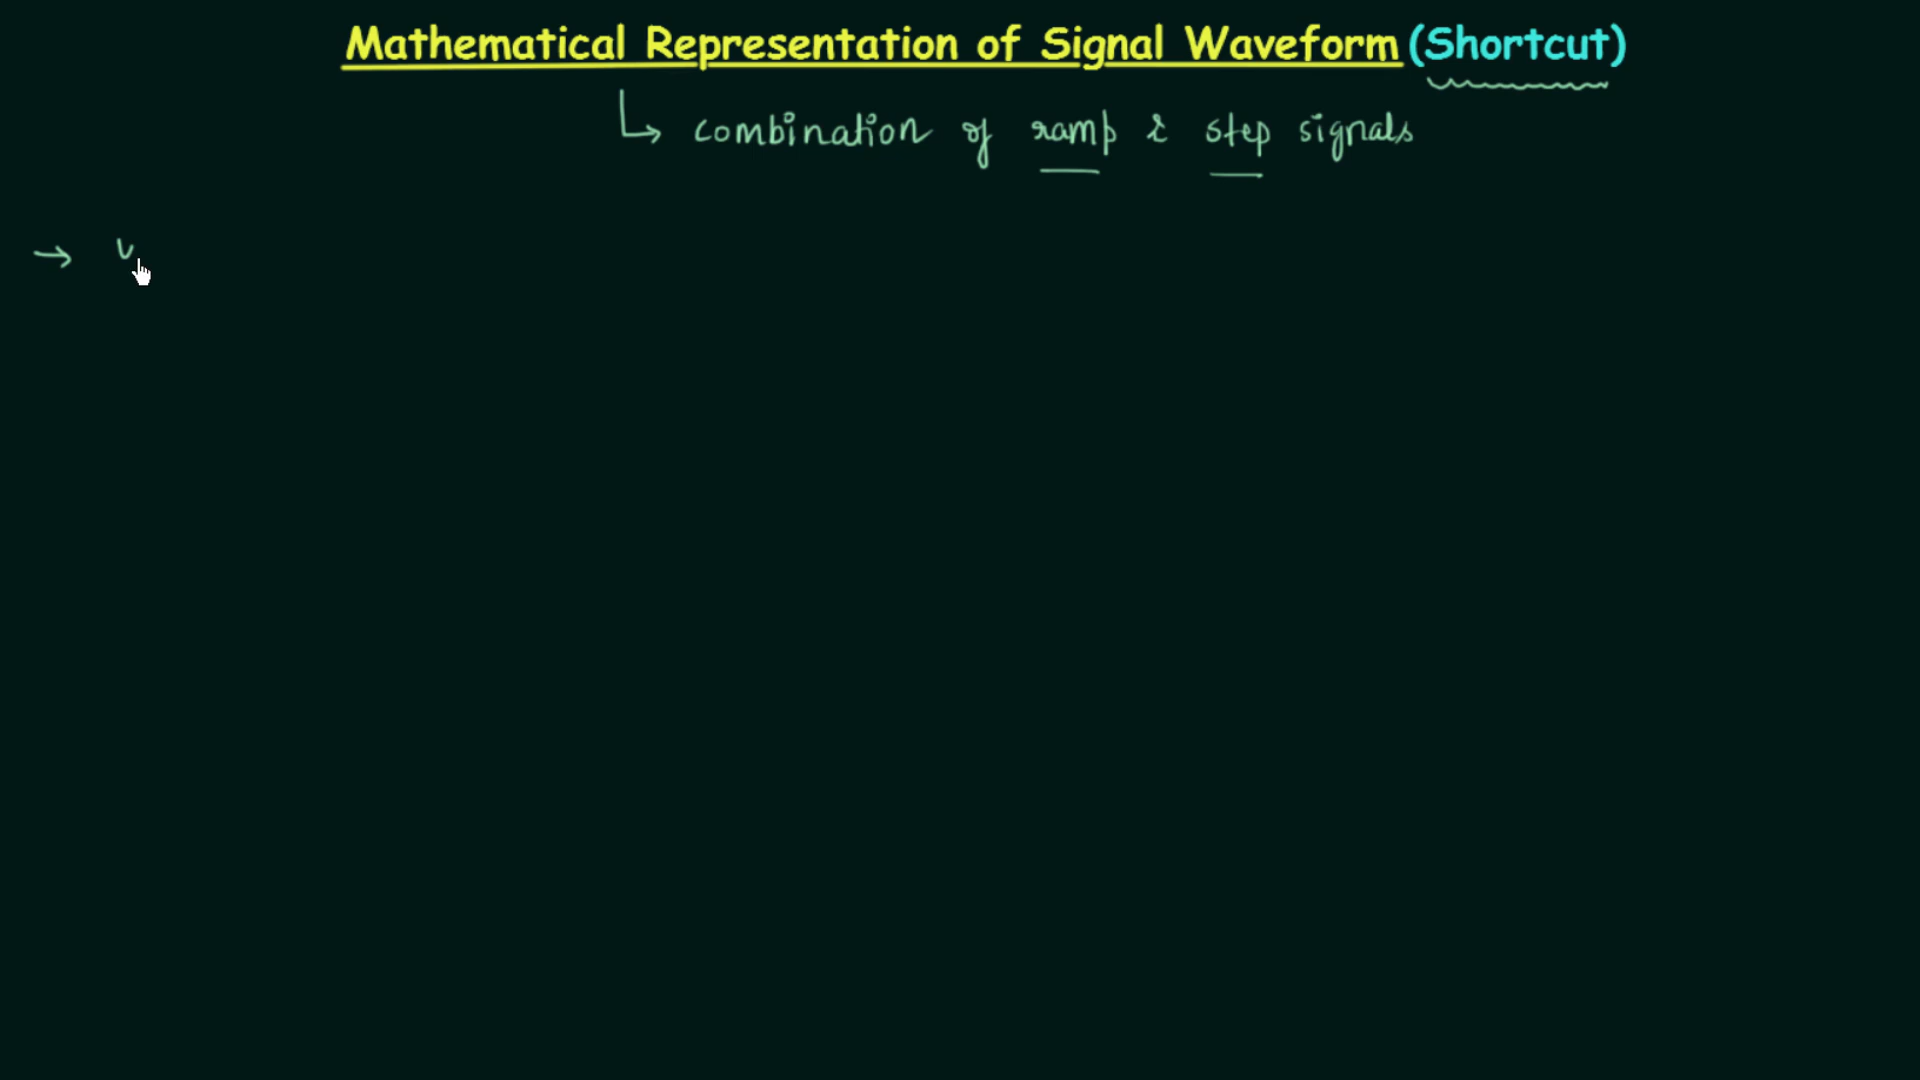 Mathematical Representation of Signal Waveform (Shortcut)
↳ combination of ramp & step signals
→ v